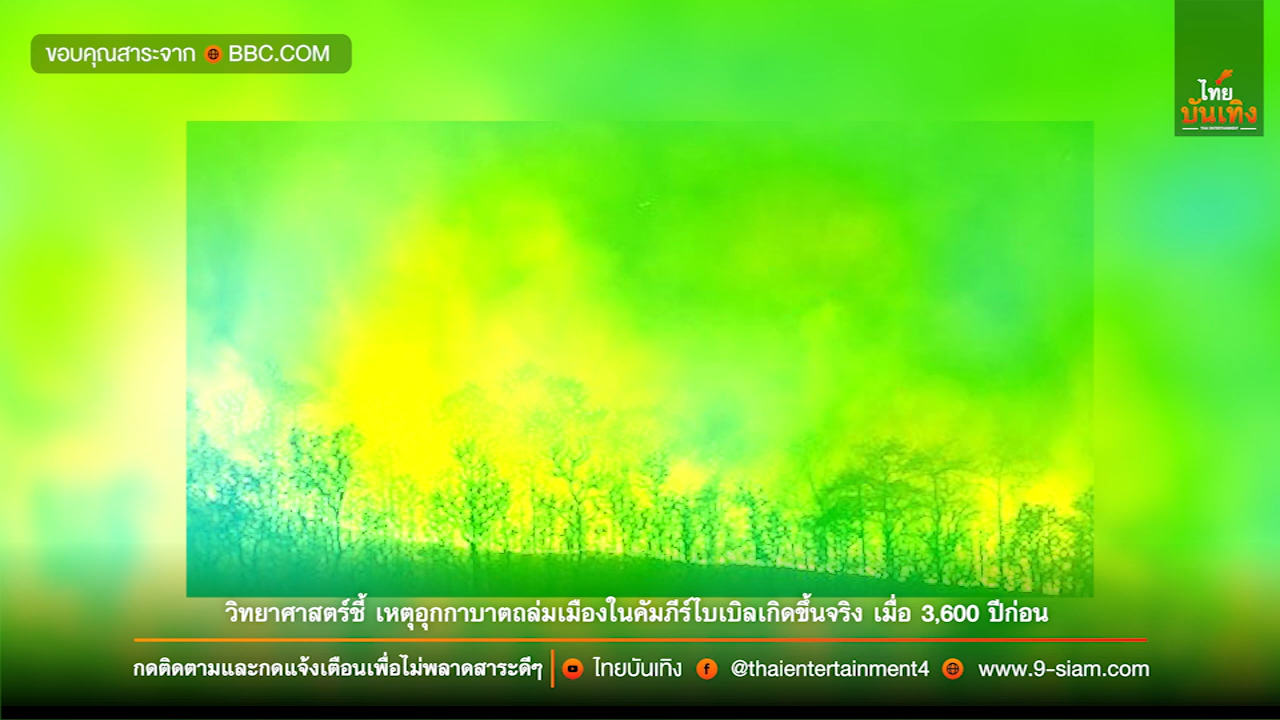 ขอบคุณสาระจาก BBC.COM
ไทย
บันเทิง
THAI ENTERTAINMENT
วิทยาศาสตร์ชี้ เหตุอุกกาบาตถล่มเมืองในคัมภีร์ไบเบิลเกิดขึ้นจริง เมื่อ 3,600 ปีก่อน
กดติดตามและกดแจ้งเตือนเพื่อไม่พลาดสาระดีๆ ไทยบันเทิง @thaientertainment4 www.9-siam.com